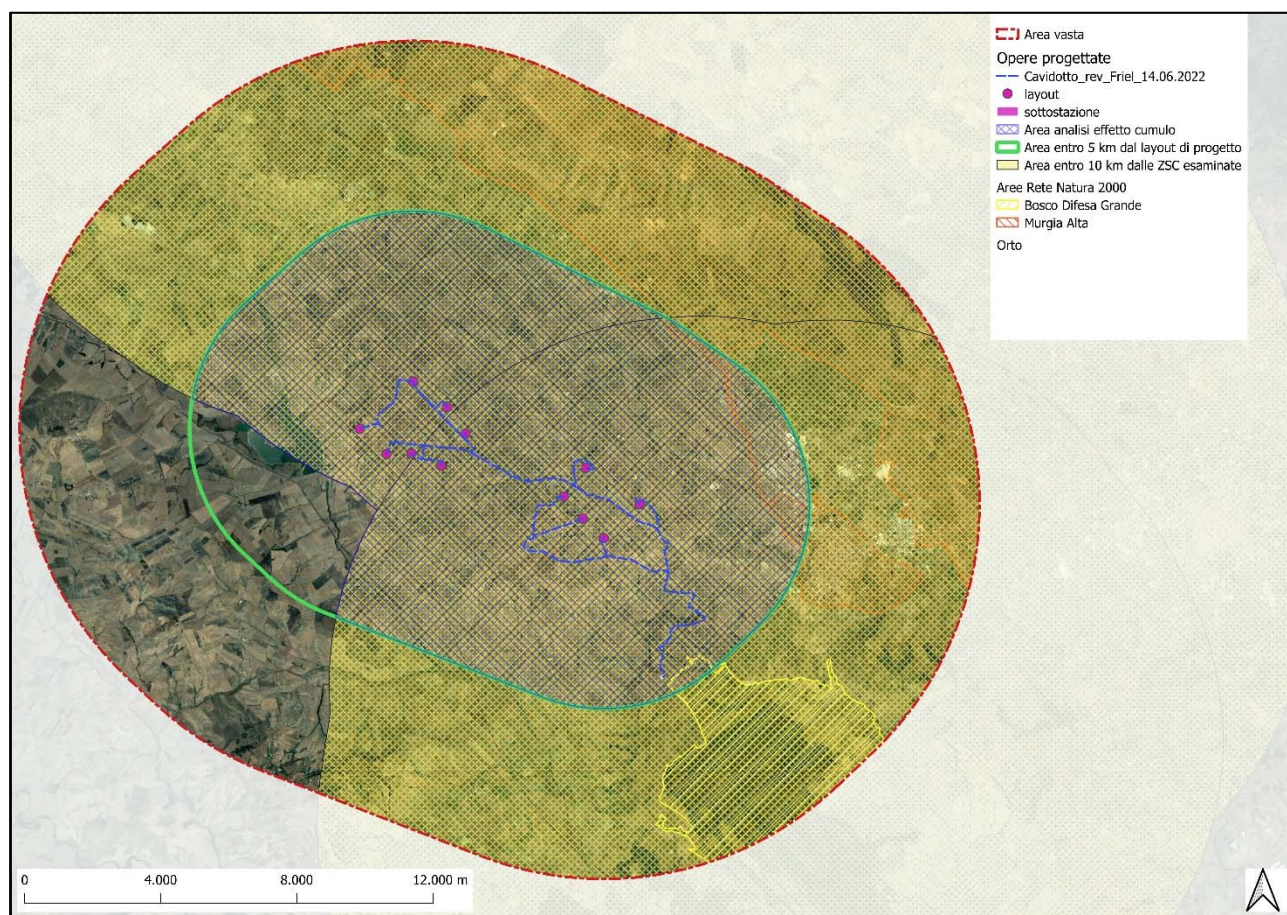 Area vasta
Opere progettate
Cavidotto_rev_Friel_14.06.2022
layout
sottostazione
Area analisi effetto cumulo
Area entro 5 km dal layout di progetto
Area entro 10 km dalle ZSC esaminate
Aree Rete Natura 2000
Bosco Difesa Grande
Murgia Alta
Orto
0 4.000 8.000 12.000 m